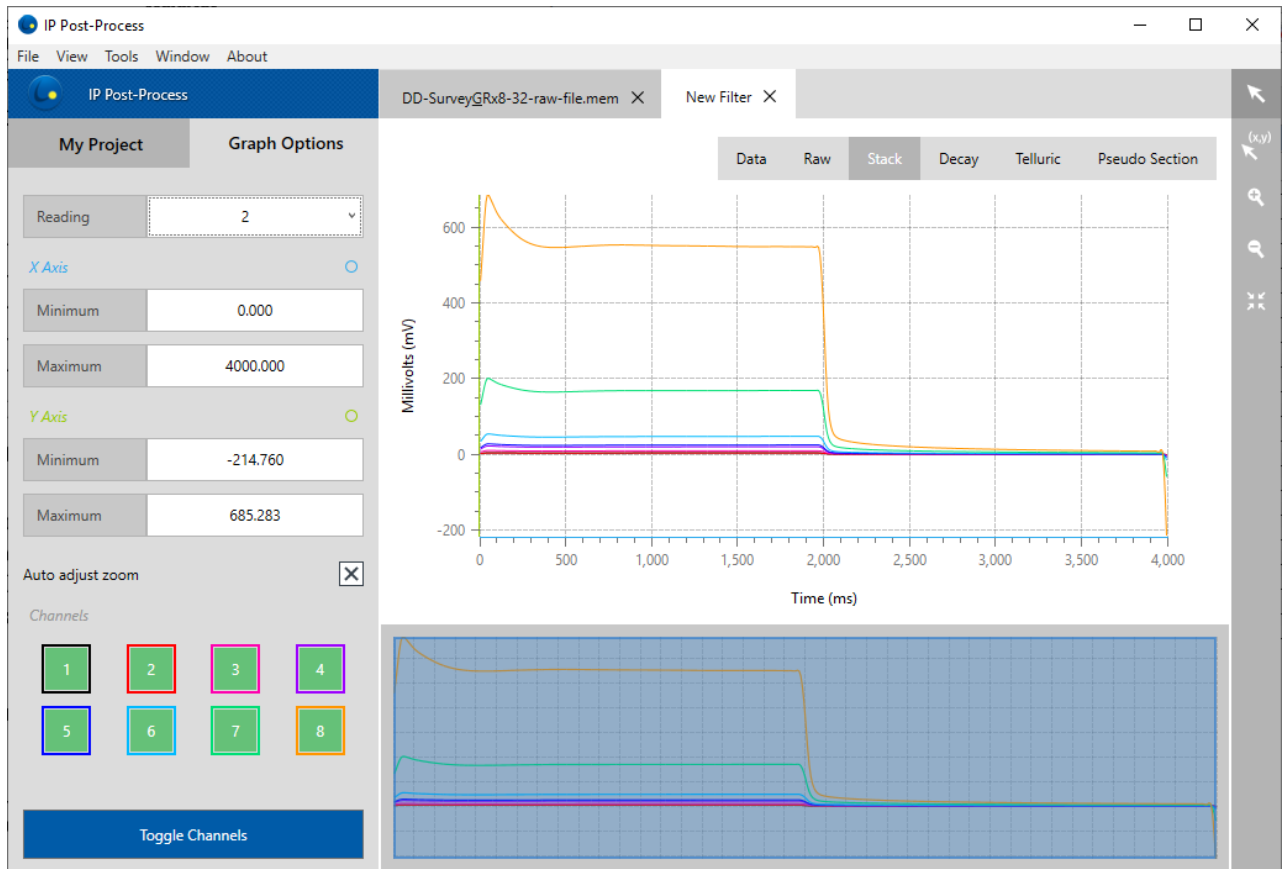 IP Post-Process
File View Tools Window About
IP Post-Process
DD-SurveyGRx8-32-raw-file.mem
New Filter
My Project
Graph Options
Data Raw Stack Decay Telluric Pseudo Section
(x,y)
Reading 2
X Axis
Minimum 0.000
Maximum 4000.000
Y Axis
Minimum -214.760
Maximum 685.283
Auto adjust zoom
Channels
1 2 3 4
5 6 7 8
Toggle Channels
Millivolts (mV)
600
400
200
0
-200
0 500 1,000 1,500 2,000 2,500 3,000 3,500 4,000
Time (ms)